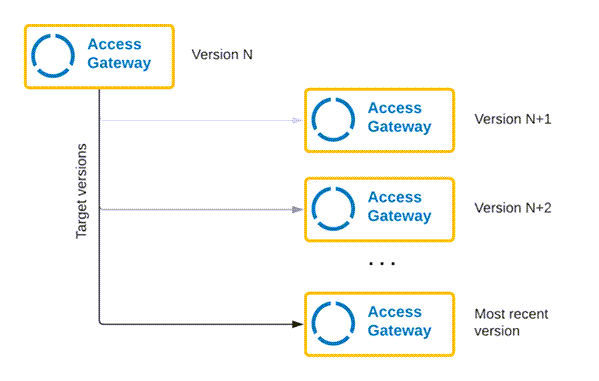 Access
Gateway
Version N
Target versions
Access
Gateway
Version N+1
Access
Gateway
Version N+2
...
Access
Gateway
Most recent
version